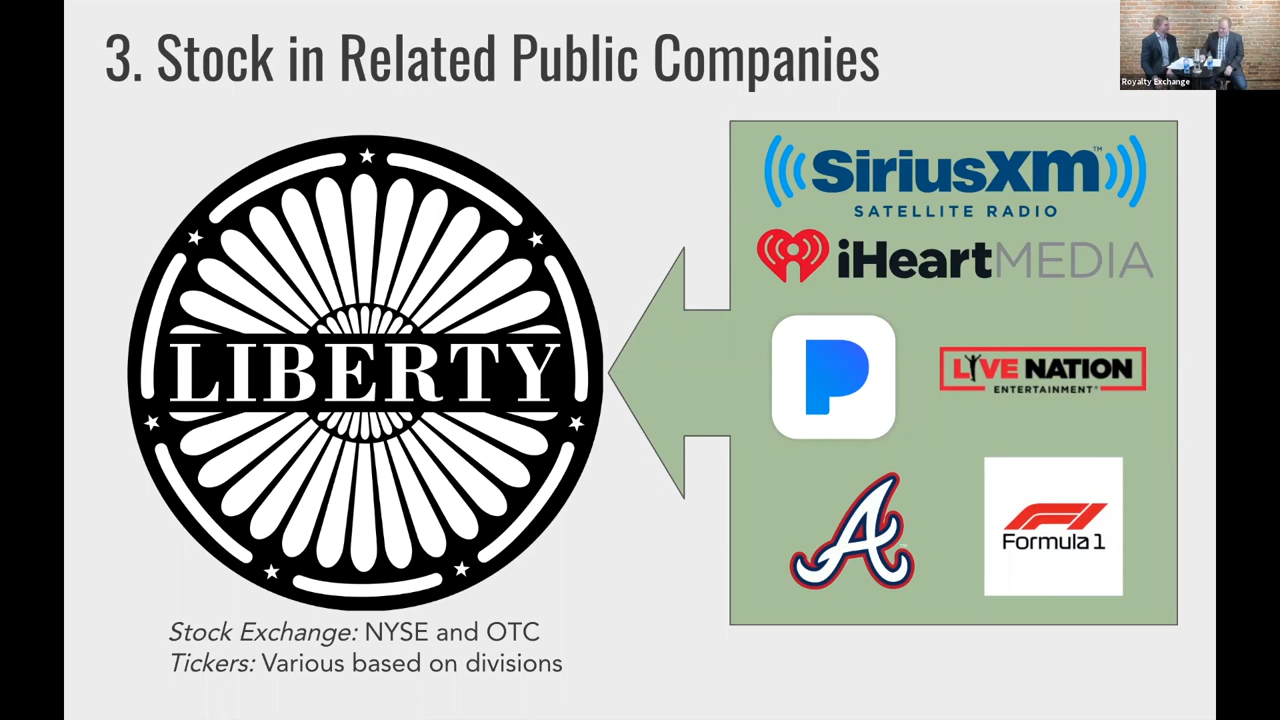 3. Stock in Related Public Companies
Royalty Exchange
LIBERTY
SiriusXm™
SATELLITE RADIO
iHeartMEDIA
LIVE NATION
ENTERTAINMENT®
A
Formula 1
Stock Exchange: NYSE and OTC
Tickers: Various based on divisions